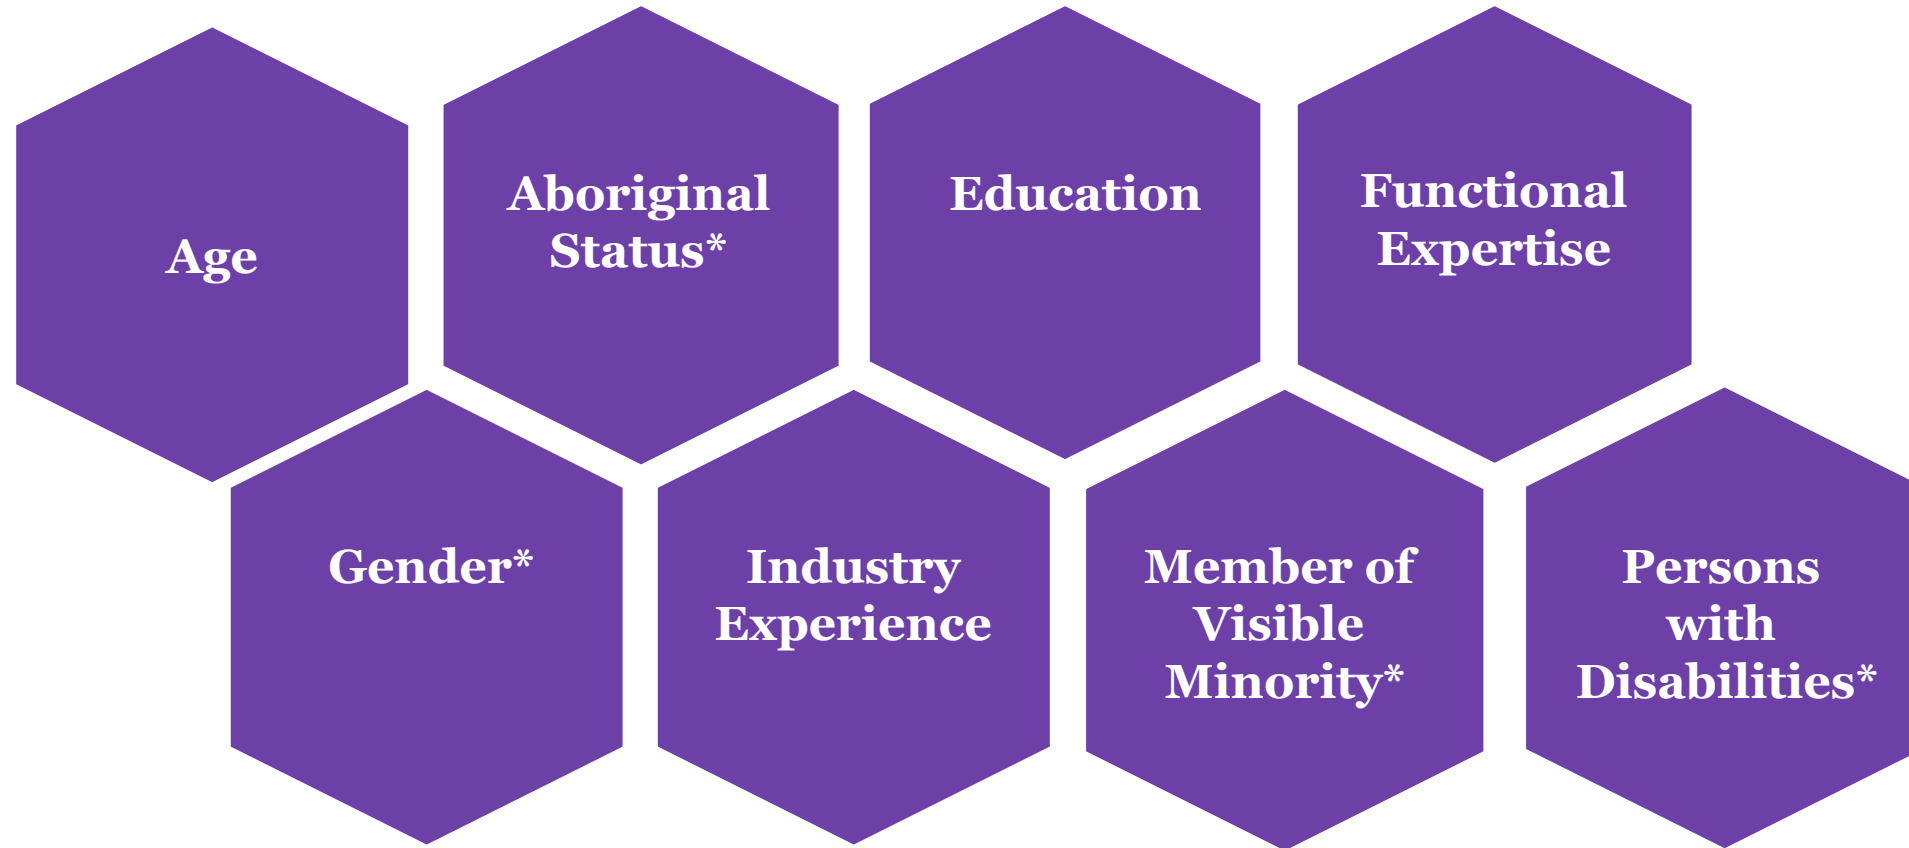 Age
Aboriginal
Status*
Education
Functional
Expertise
Gender*
Industry
Experience
Member of
Visible
Minority*
Persons
with
Disabilities*